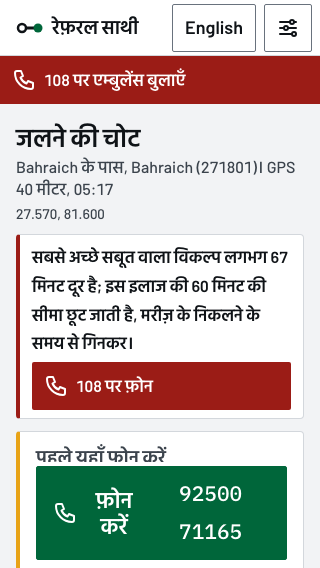 रेफ़रल साथी
English
108 पर एम्बुलेंस बुलाएँ
जलने की चोट
Bahraich के पास, Bahraich (271801)। GPS
40 मीटर, 05:17
27.570, 81.600
सबसे अच्छे सबूत वाला विकल्प लगभग 67
मिनट दूर है; इस इलाज की 60 मिनट की
सीमा छूट जाती है, मरीज़ के निकलने के
समय से गिनकर।
108 पर फ़ोन
पहले यहाँ फोन करें
फ़ोन
करें
92500
71165